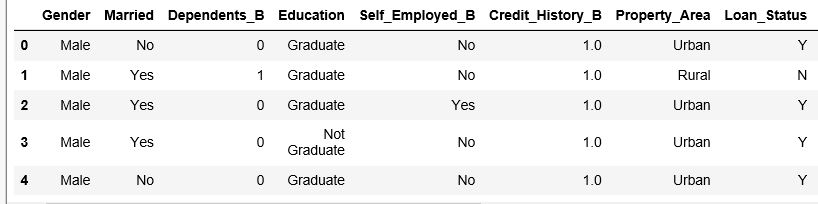 Gender Married Dependents_B Education Self_Employed_B Credit_History_B Property_Area Loan_Status
0 Male No 0 Graduate No 1.0 Urban Y
1 Male Yes 1 Graduate No 1.0 Rural N
2 Male Yes 0 Graduate Yes 1.0 Urban Y
3 Male Yes 0 Not Graduate No 1.0 Urban Y
4 Male No 0 Graduate No 1.0 Urban Y